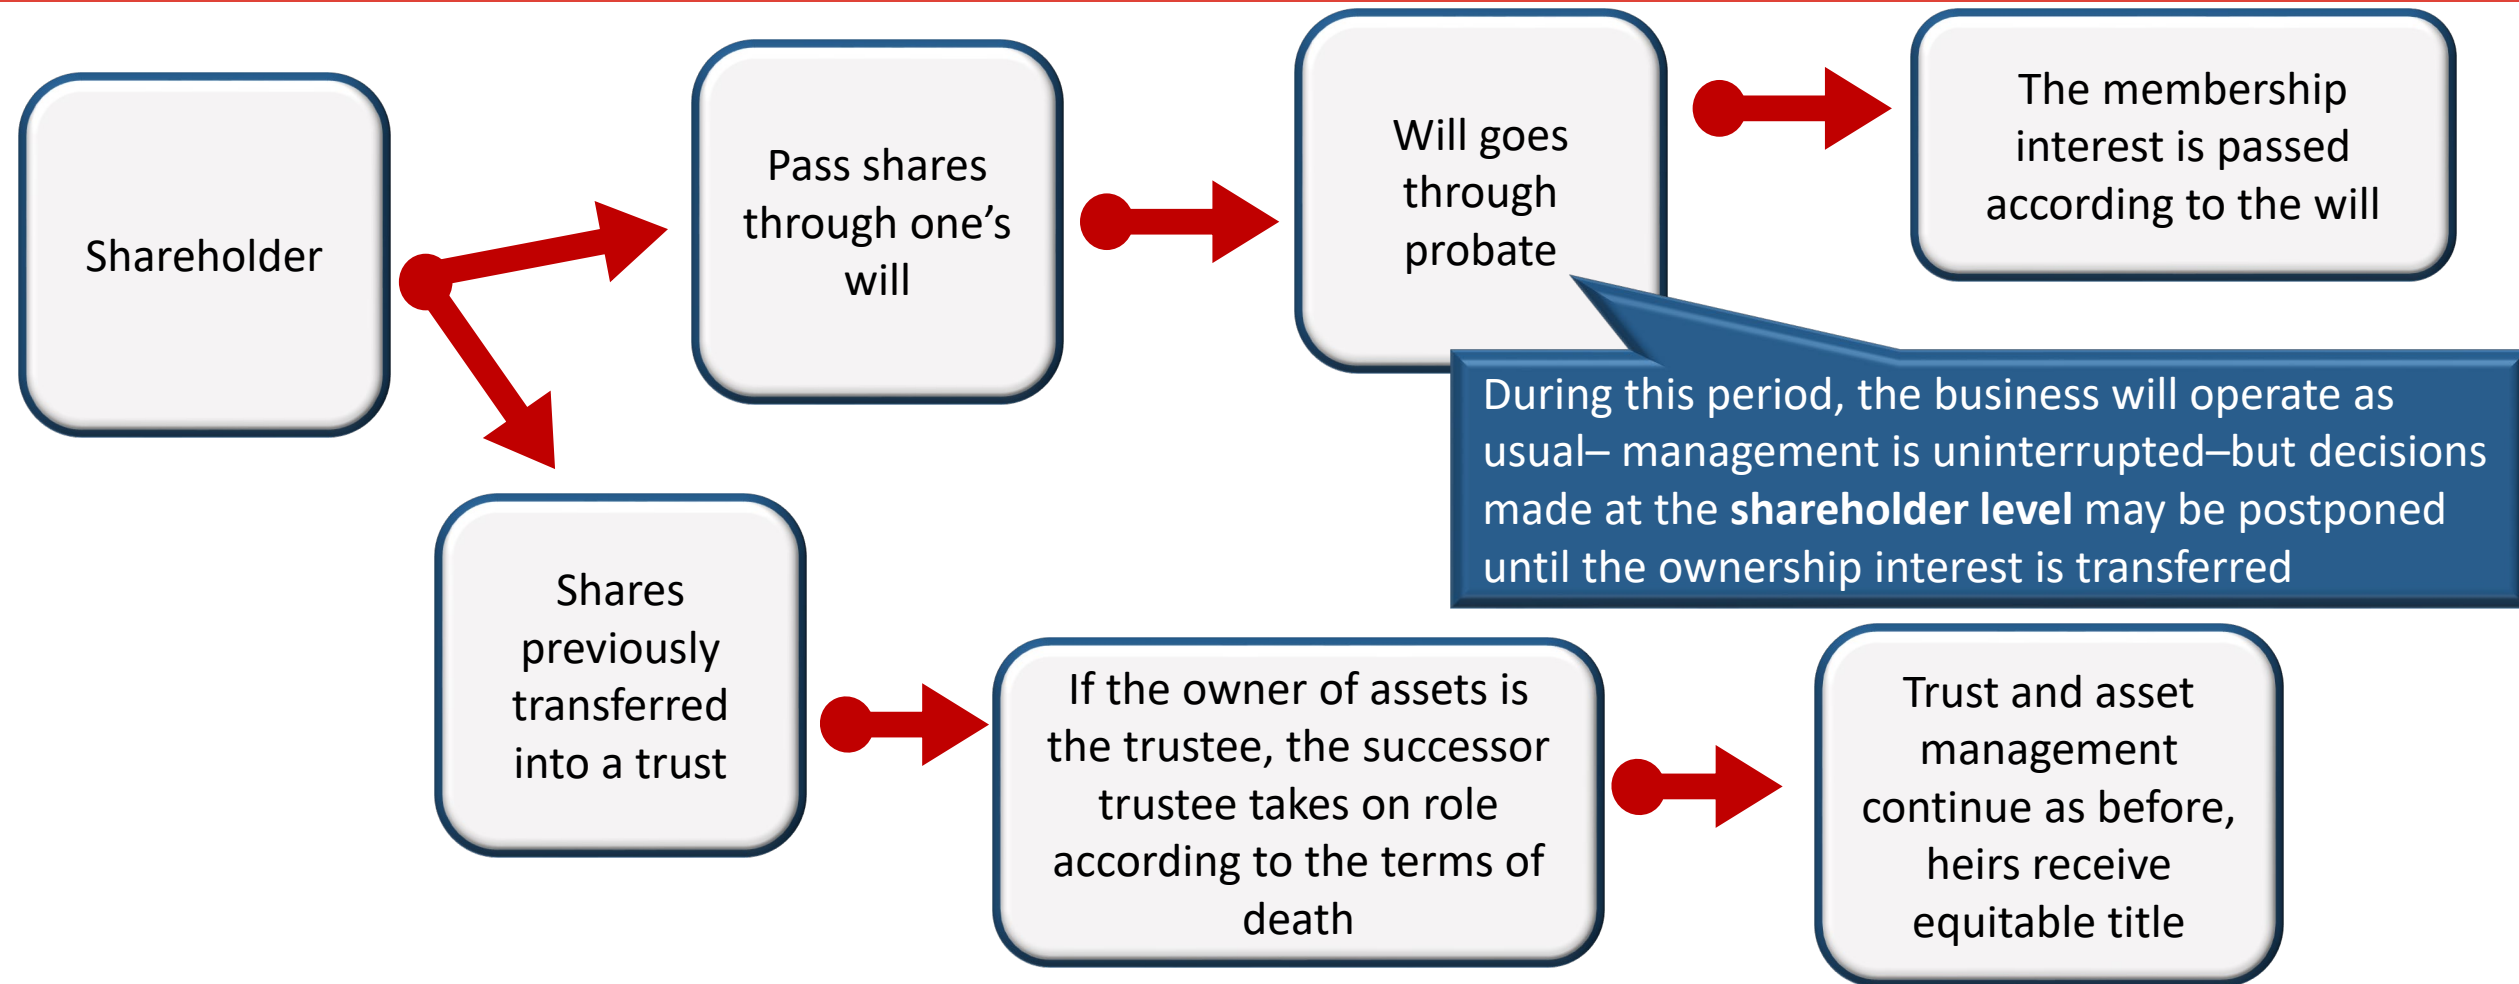 Shareholder
Pass shares
through one’s
will
Will goes
through
probate
The membership
interest is passed
according to the will
During this period, the business will operate as
usual– management is uninterrupted–but decisions
made at the shareholder level may be postponed
until the ownership interest is transferred
Shares
previously
transferred
into a trust
If the owner of assets is
the trustee, the successor
trustee takes on role
according to the terms of
death
Trust and asset
management
continue as before,
heirs receive
equitable title